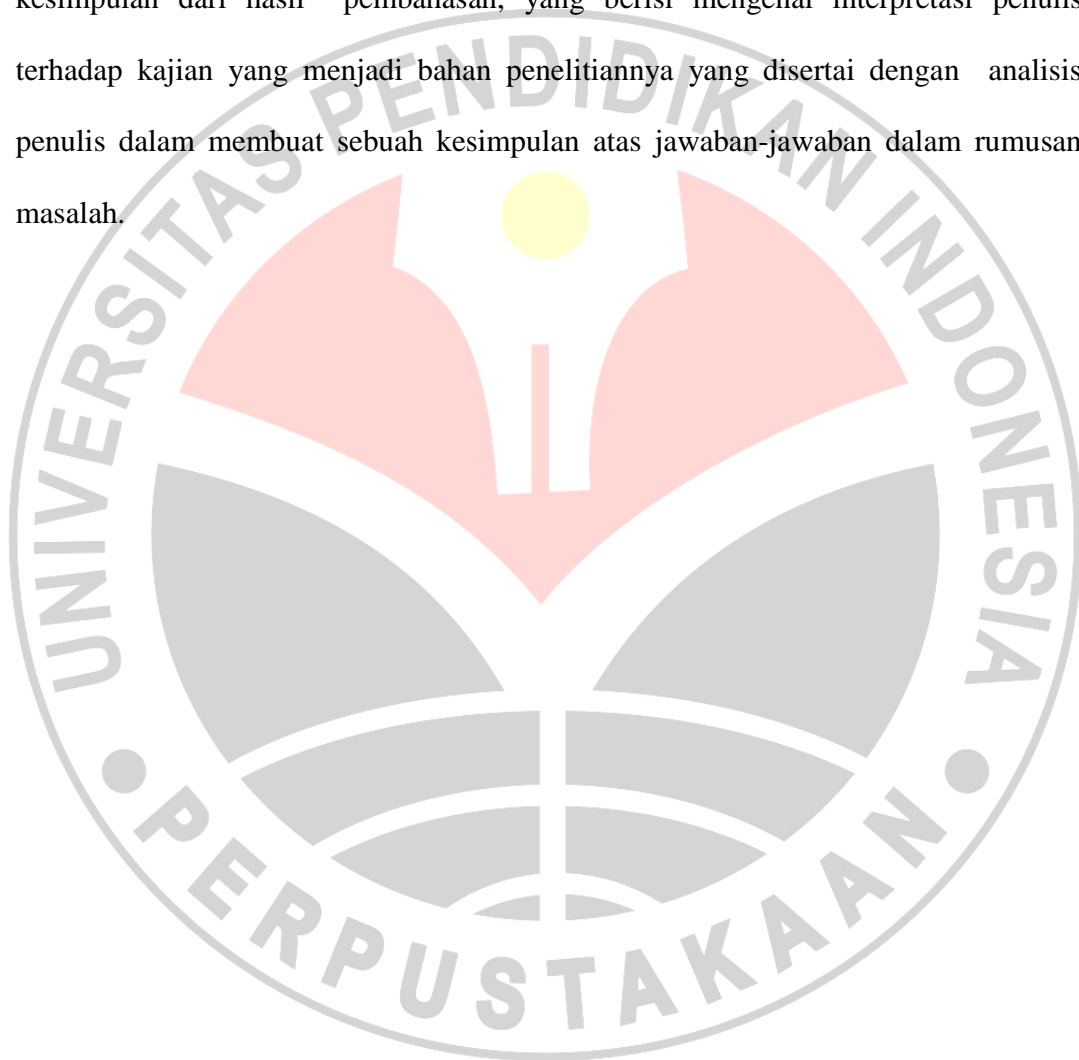 kesimpulan dari hasil pembahasan, yang berisi mengenai interpretasi penulis
terhadap kajian yang menjadi bahan penelitiannya yang disertai dengan analisis
penulis dalam membuat sebuah kesimpulan atas jawaban-jawaban dalam rumusan
masalah.
UNIVERSITAS PENDIDIKAN INDONESIA
PERPUSTAKAAN